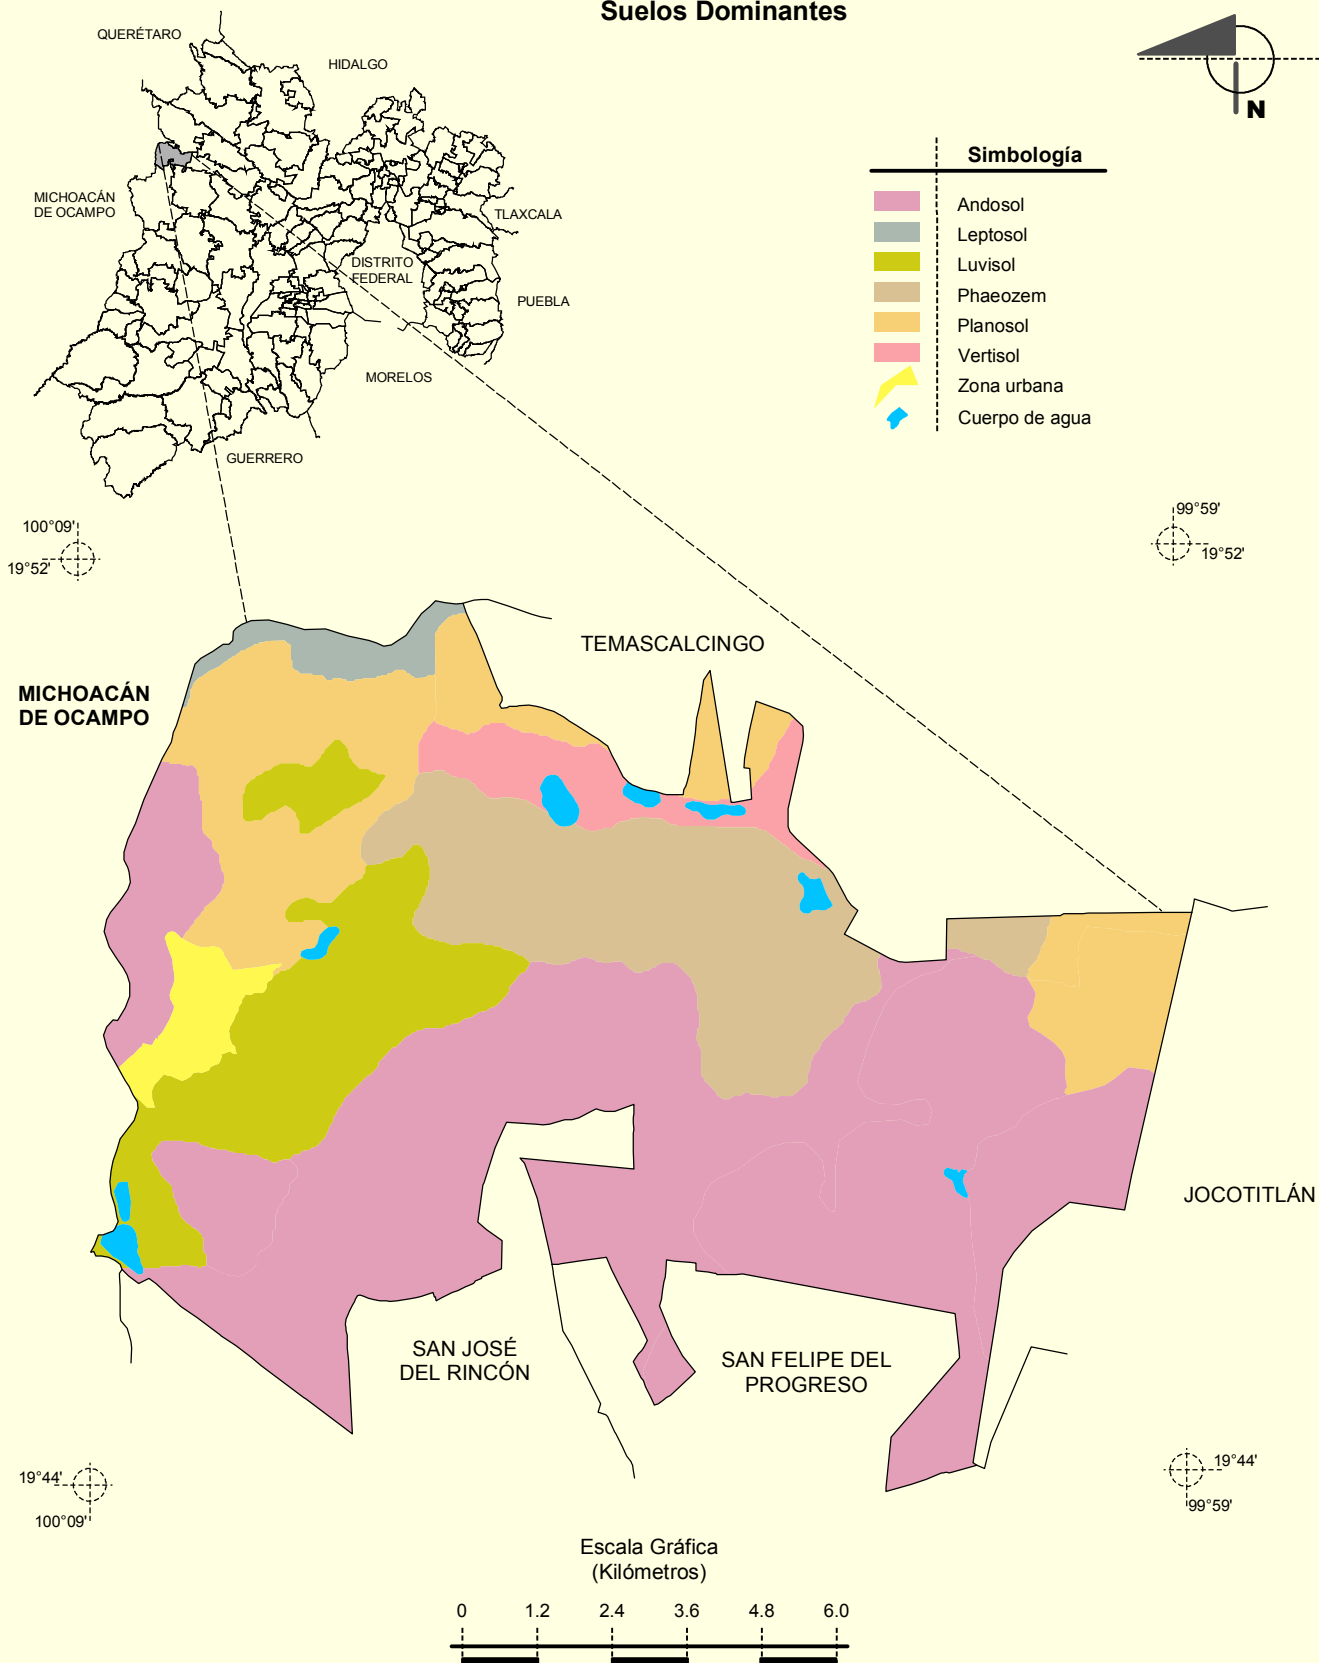 Suelos Dominantes
QUERÉTARO
HIDALGO
MICHOACÁN
DE OCAMPO
TLAXCALA
DISTRITO
FEDERAL
PUEBLA
MORELOS
GUERRERO
N
Simbología
Andosol
Leptosol
Luvisol
Phaeozem
Planosol
Vertisol
Zona urbana
Cuerpo de agua
100°09'
19°52'
99°59'
19°52'
TEMASCALCINGO
MICHOACÁN
DE OCAMPO
JOCOTITLÁN
SAN JOSÉ
DEL RINCÓN
SAN FELIPE DEL
PROGRESO
19°44'
100°09'
19°44'
99°59'
Escala Gráfica
(Kilómetros)
0 1.2 2.4 3.6 4.8 6.0